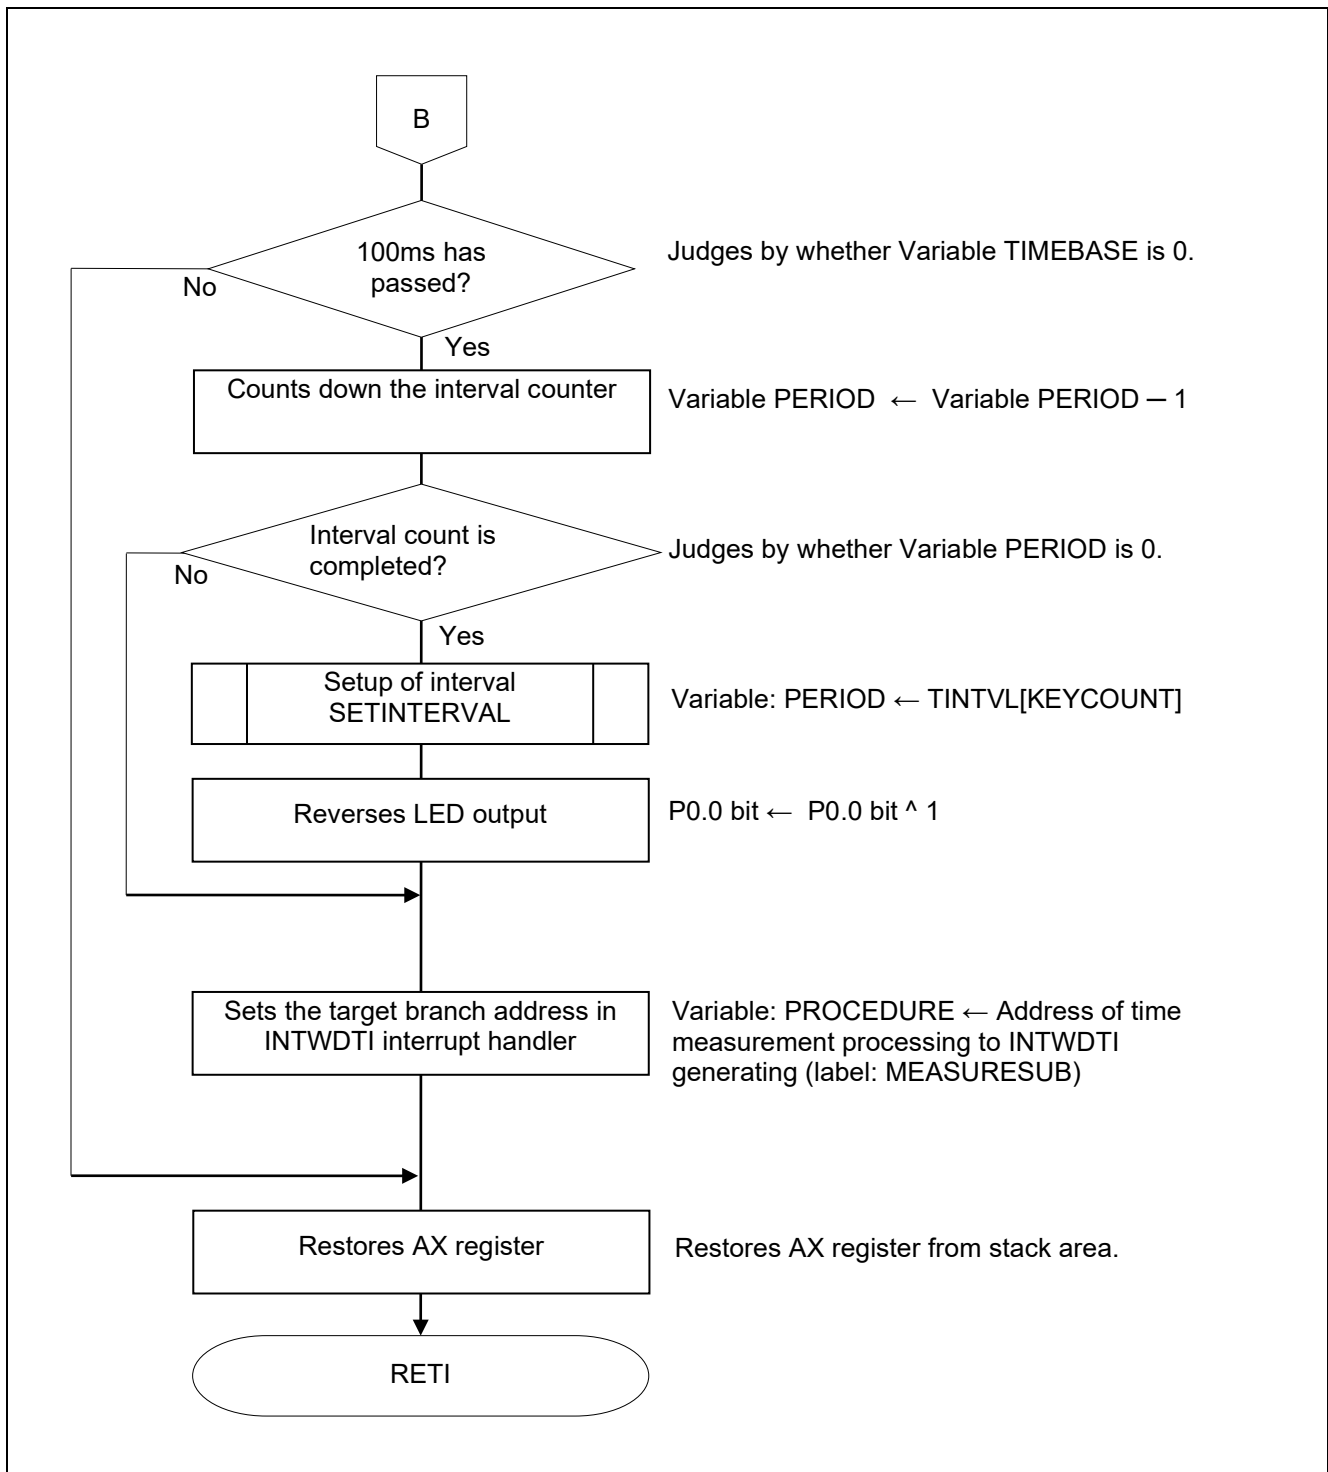 B
100ms has
passed?
Judges by whether Variable TIMEBASE is 0.
No
Yes
Counts down the interval counter
Variable PERIOD ← Variable PERIOD ─ 1
Interval count is
completed?
Judges by whether Variable PERIOD is 0.
No
Yes
Setup of interval
SETINTERVAL
Variable: PERIOD ← TINTVL[KEYCOUNT]
Reverses LED output
P0.0 bit ← P0.0 bit ^ 1
Sets the target branch address in
INTWDTI interrupt handler
Variable: PROCEDURE ← Address of time
measurement processing to INTWDTI
generating (label: MEASURESUB)
Restores AX register
Restores AX register from stack area.
RETI